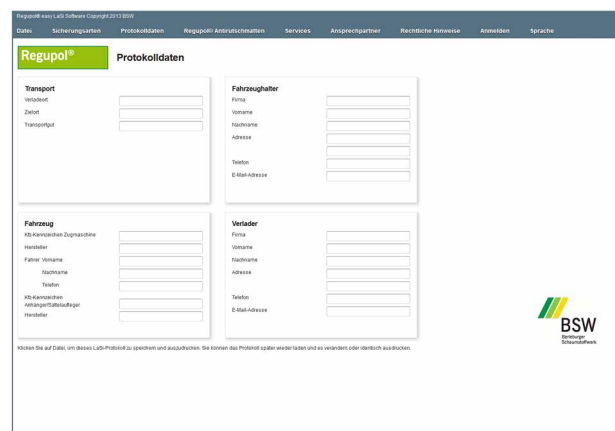 Regupol® easy LaSi Software Copyright 2013 BSW
Datei Sicherungsarten Protokolldaten Regupol® Antirutschmatten Services Ansprechpartner Rechtliche Hinweise Anmelden Sprache
Regupol®
Protokolldaten
Transport
Verladeort
Zielort
Transportgut
Fahrzeughalter
Firma
Vorname
Nachname
Adresse
Telefon
E-Mail-Adresse
Fahrzeug
Kfz-Kennzeichen Zugmaschine
Hersteller
Fahrer Vorname
Nachname
Telefon
Kfz-Kennzeichen
Anhänger/Sattelauflieger
Hersteller
Verlader
Firma
Vorname
Nachname
Adresse
Telefon
E-Mail-Adresse
BSW
Berleburger
Schaumstoffwerk
Klicken Sie auf Datei, um dieses LaSi-Protokoll zu speichern und auszudrucken. Sie können das Protokoll später wieder laden und es verändern oder identisch ausdrucken.